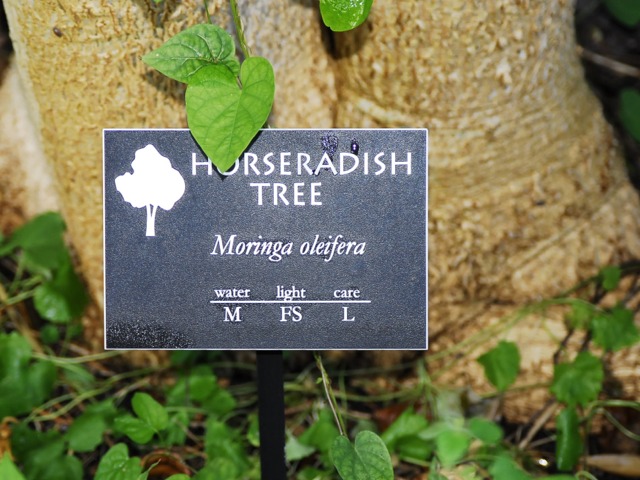 HORSERADISH
TREE
Moringa oleifera
water light care
M FS L